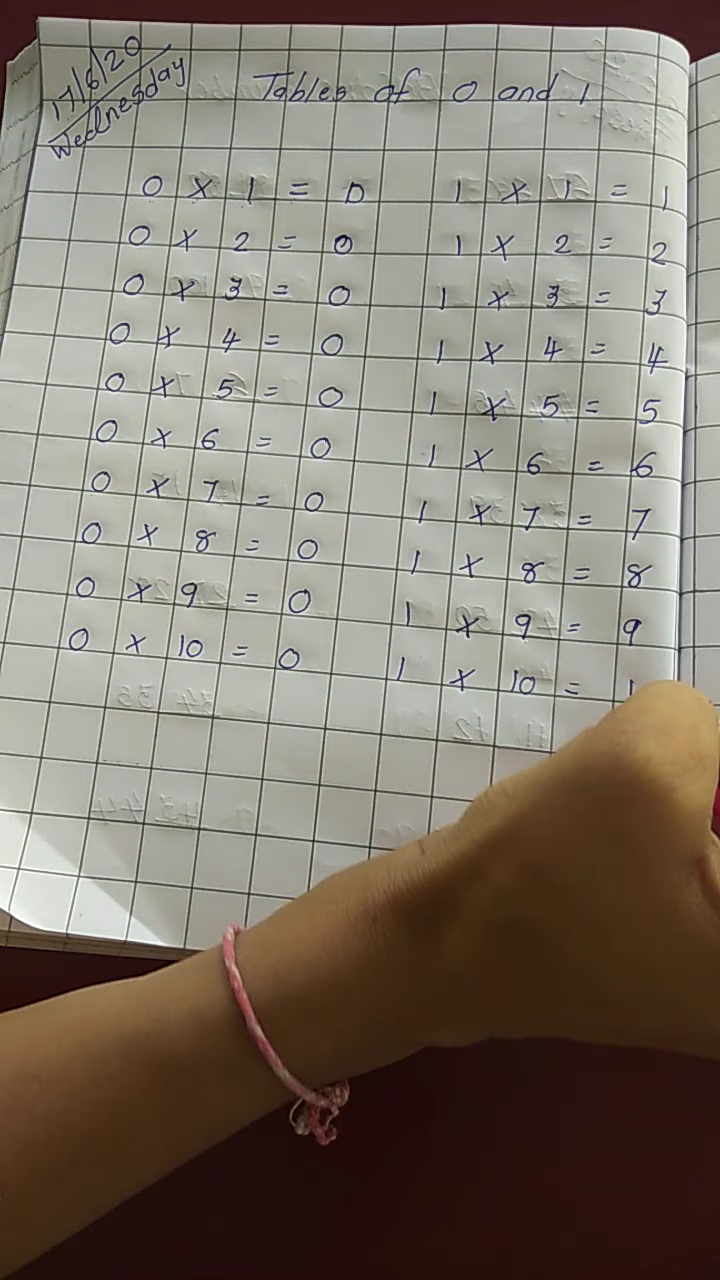 17/6/20
Wednesday
Tables of 0 and 1
0 x 1 = 0 1 x 1 = 1
0 x 2 = 0 1 x 2 = 2
0 x 3 = 0 1 x 3 = 3
0 x 4 = 0 1 x 4 = 4
0 x 5 = 0 1 x 5 = 5
0 x 6 = 0 1 x 6 = 6
0 x 7 = 0 1 x 7 = 7
0 x 8 = 0 1 x 8 = 8
0 x 9 = 0 1 x 9 = 9
0 x 10 = 0 1 x 10 = 1